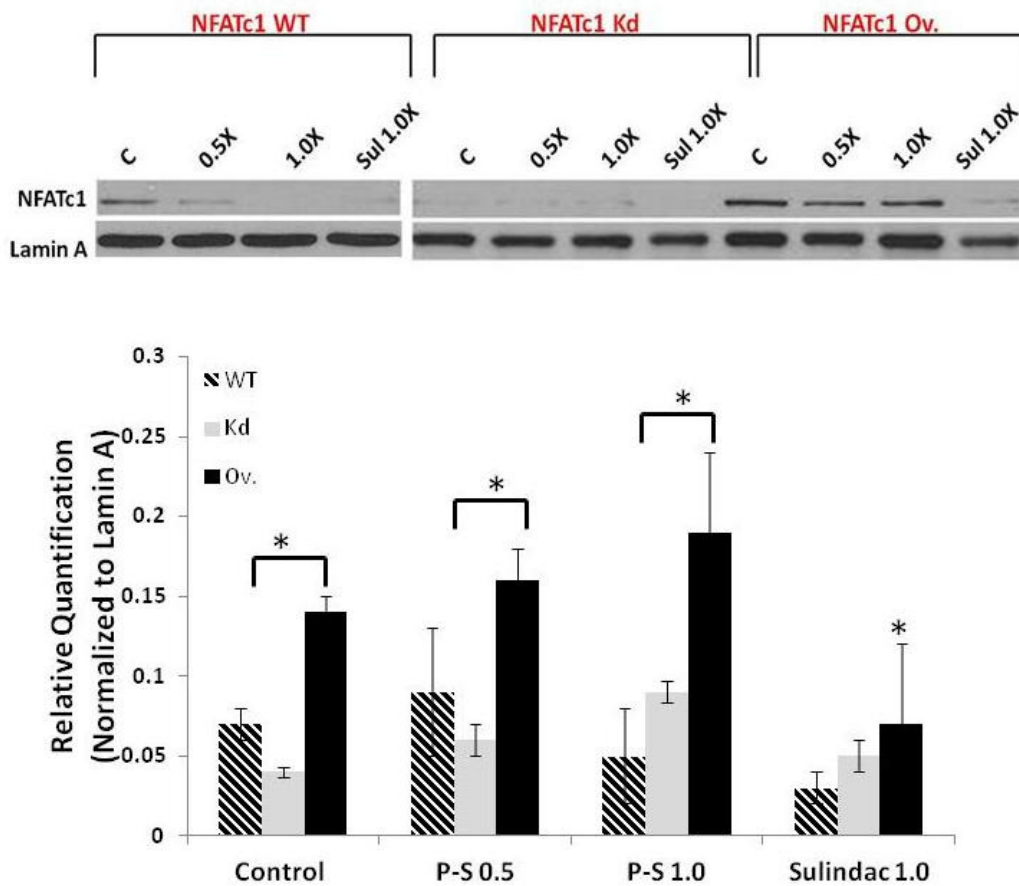 NFATc1 WT NFATc1 Kd NFATc1 Ov.
C 0.5X 1.0X Sul 1.0X C 0.5X 1.0X Sul 1.0X C 0.5X 1.0X Sul 1.0X
NFATc1
Lamin A
Relative Quantification
(Normalized to Lamin A)
0.3
0.25
0.2
0.15
0.1
0.05
0
WT
Kd
Ov.
*
*
*
*
Control P-S 0.5 P-S 1.0 Sulindac 1.0